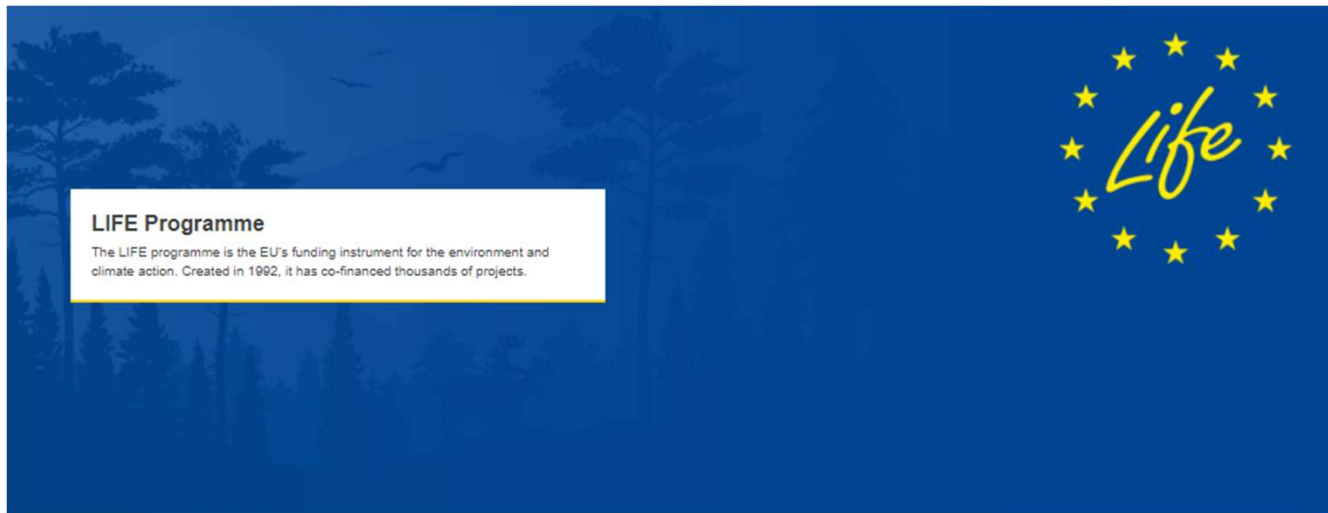 Life
LIFE Programme
The LIFE programme is the EU's funding instrument for the environment and
climate action. Created in 1992, it has co-financed thousands of projects.